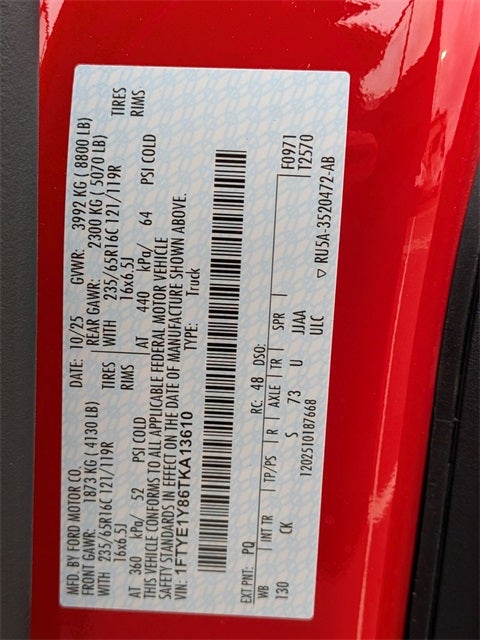 MFD. BY FORD MOTOR CO. DATE: 10/25 GVWR: 3992 KG ( 8800 LB)
FRONT GAWR: 1873 KG ( 4130 LB) REAR GAWR: 2300 KG ( 5070 LB)
WITH 235/65R16C 121/119R TIRES WITH 235/65R16C 121/119R TIRES
16x6.5J RIMS 16x6.5J RIMS
AT 360 kPa/ 52 PSI COLD AT 440 kPa/ 64 PSI COLD
THIS VEHICLE CONFORMS TO ALL APPLICABLE FEDERAL MOTOR VEHICLE
SAFETY STANDARDS IN EFFECT ON THE DATE OF MANUFACTURE SHOWN ABOVE.
VIN: 1FTYE1Y86TKA13610 TYPE: Truck
F0971
EXT PNT: PQ RC: 48 DSO: T2570
WB INT TR TP/PS R AXLE TR SPR
130 CK S 73 U JJAA
ULC
1202510187668 ▽ RU5A-3520472-AB